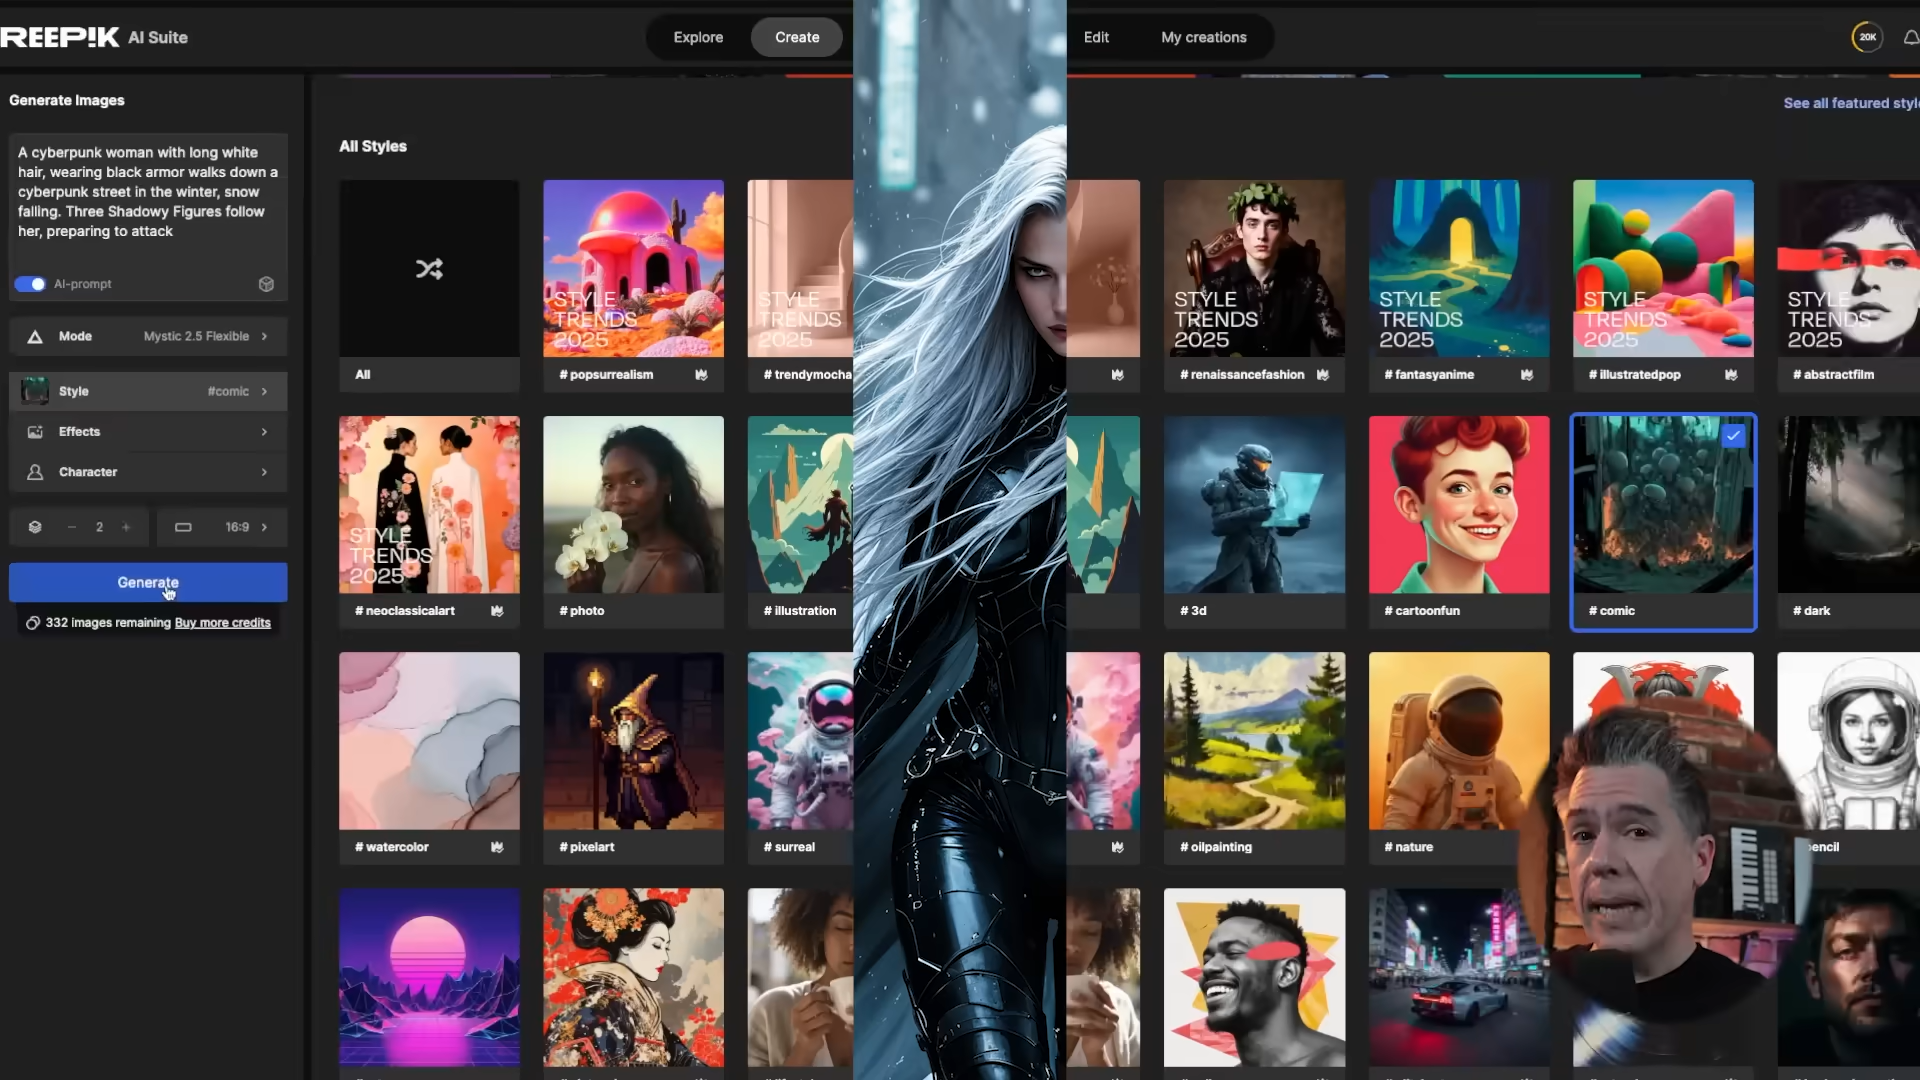 REEP!K AI Suite
Explore
Create
Edit
My creations
20K
Generate Images
A cyberpunk woman with long white
hair, wearing black armor walks down a
cyberpunk street in the winter, snow
falling. Three Shadowy Figures follow
her, preparing to attack
AI-prompt
Mode
Mystic 2.5 Flexible
Style
#comic
Effects
Character
2
16:9
Generate
332 images remaining Buy more credits
See all featured style
All Styles
STYLE
TRENDS
2025
STYLE
TRENDS
2025
STYLE
TRENDS
2025
STYLE
TRENDS
2025
STYLE
TRENDS
2025
STYLE
TRENDS
2025
All
# popsurrealism
# trendymocha
# renaissancefashion
# fantasyanime
# illustratedpop
# abstractfilm
STYLE
TRENDS
2025
# neoclassicalart
# photo
# illustration
# 3d
# cartoonfun
# comic
# dark
# watercolor
# pixelart
# surreal
# oilpainting
# nature
pencil